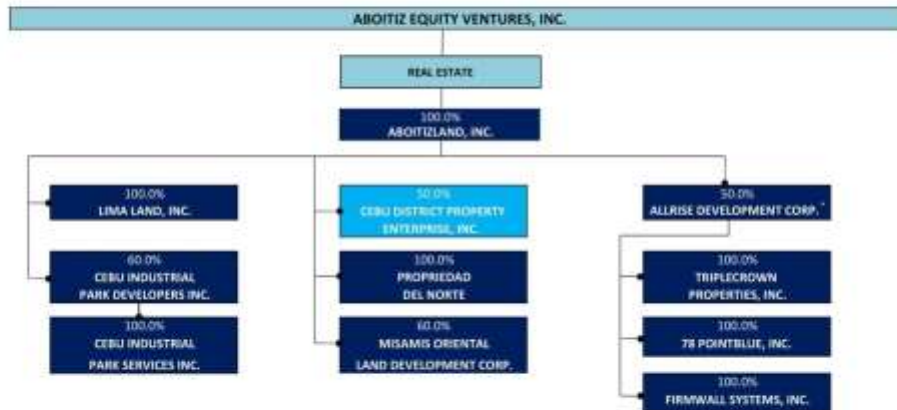 ABOITIZ EQUITY VENTURES, INC.
REAL ESTATE
100.0%
ABOITIZLAND, INC.
100.0%
LIMA LAND, INC.
60.0%
CEBU INDUSTRIAL
PARK DEVELOPERS INC.
100.0%
CEBU INDUSTRIAL
PARK SERVICES INC.
50.0%
CEBU DISTRICT PROPERTY
ENTERPRISE, INC.
100.0%
PROPRIEDAD
DEL NORTE
60.0%
MISAMIS ORIENTAL
LAND DEVELOPMENT CORP.
50.0%
ALLRISE DEVELOPMENT CORP.*
100.0%
TRIPLECROWN
PROPERTIES, INC.
100.0%
78 POINTBLUE, INC.
100.0%
FIRMWALL SYSTEMS, INC.